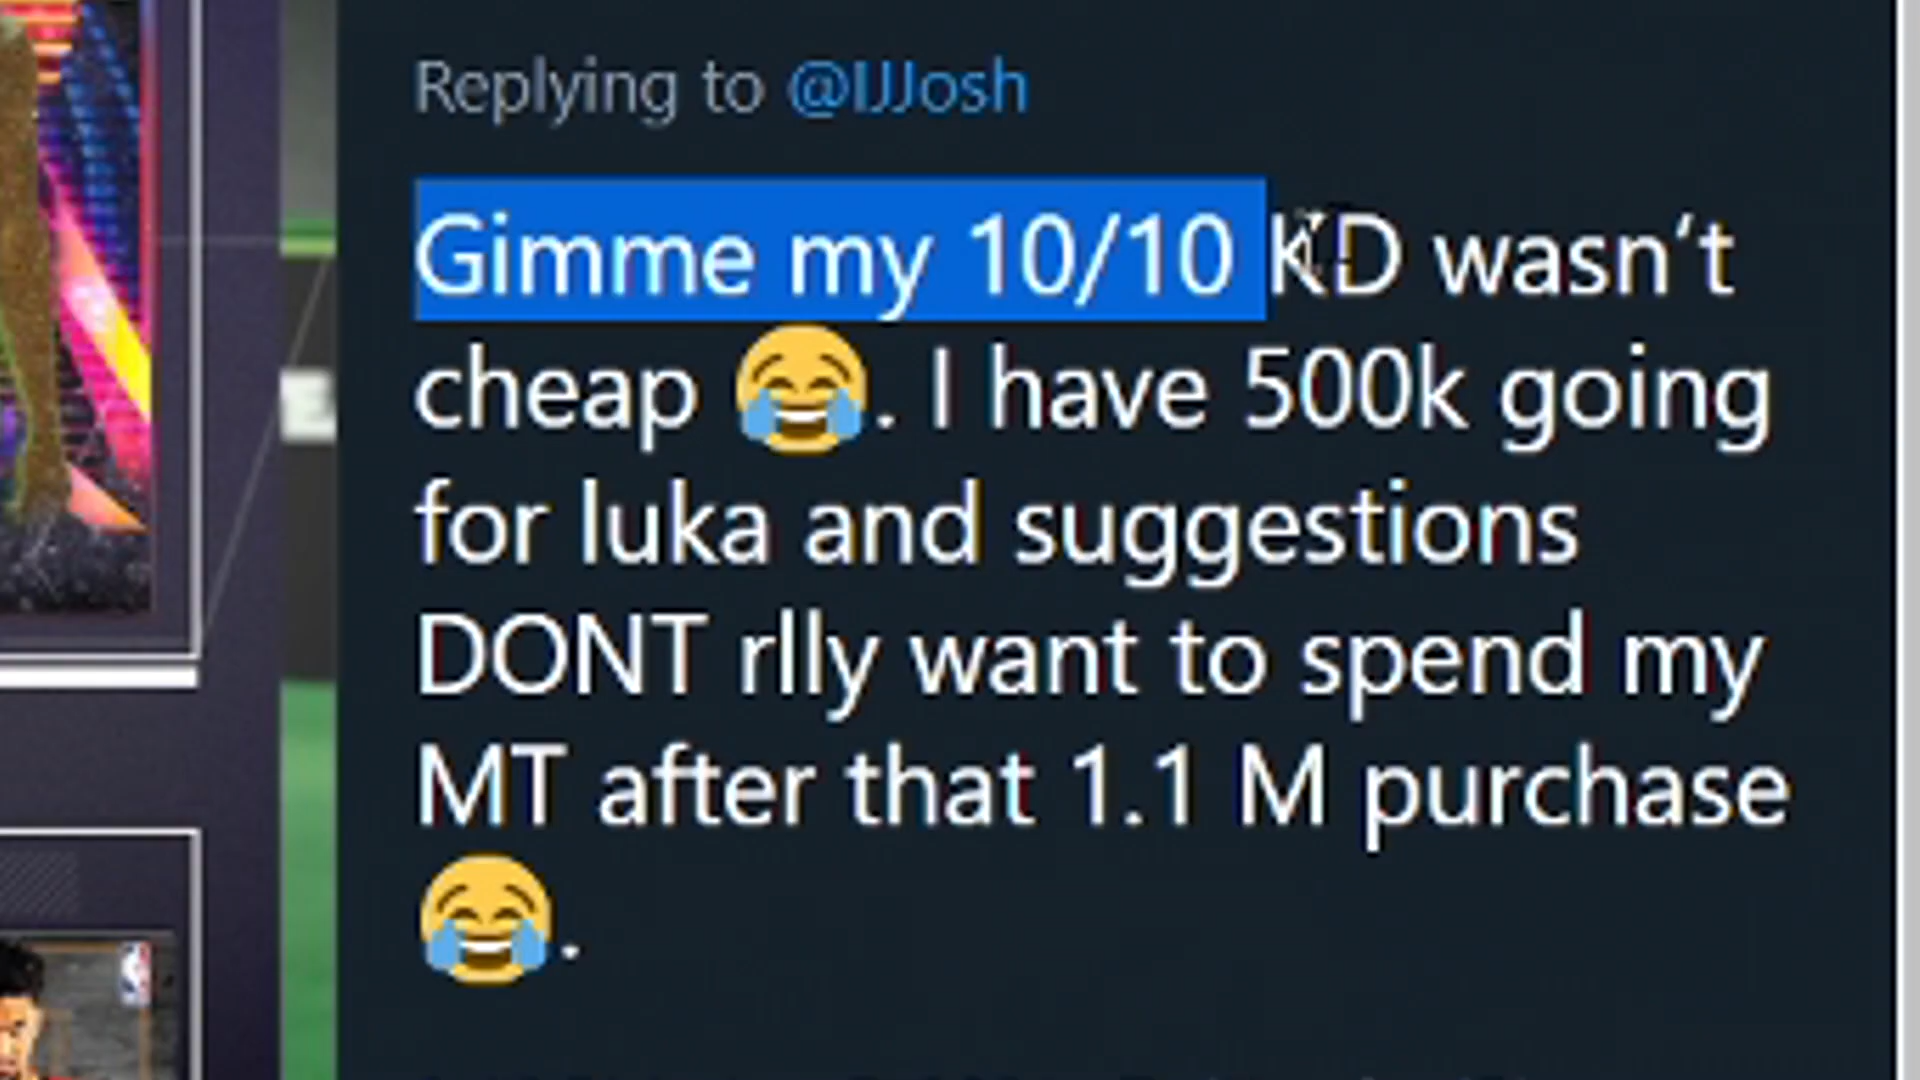 Replying to @IJJosh
Gimme my 10/10 KD wasn't
cheap 😂. I have 500k going
for luka and suggestions
DONT rlly want to spend my
MT after that 1.1 M purchase
😂.